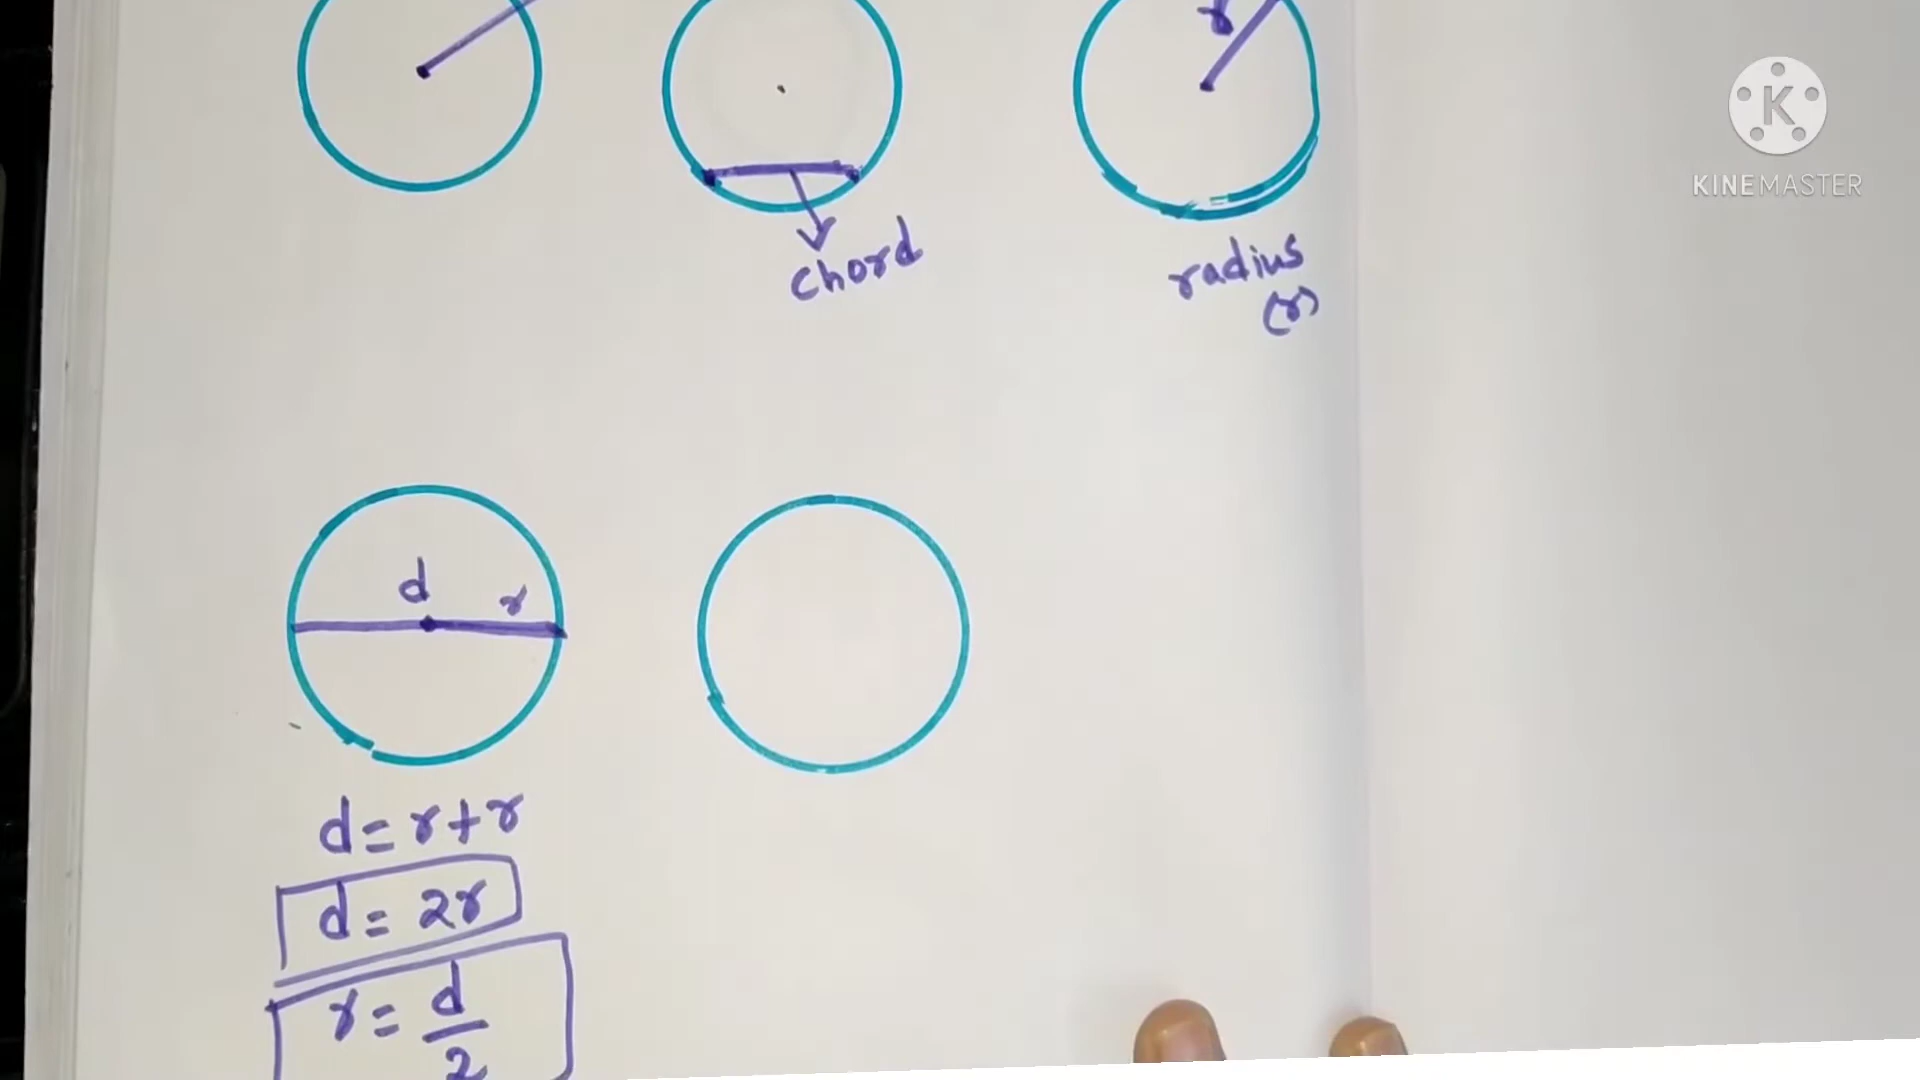 r
K
KINEMASTER
chord
radius
(r)
d r
d=r+r
d= 2r
r= d/2